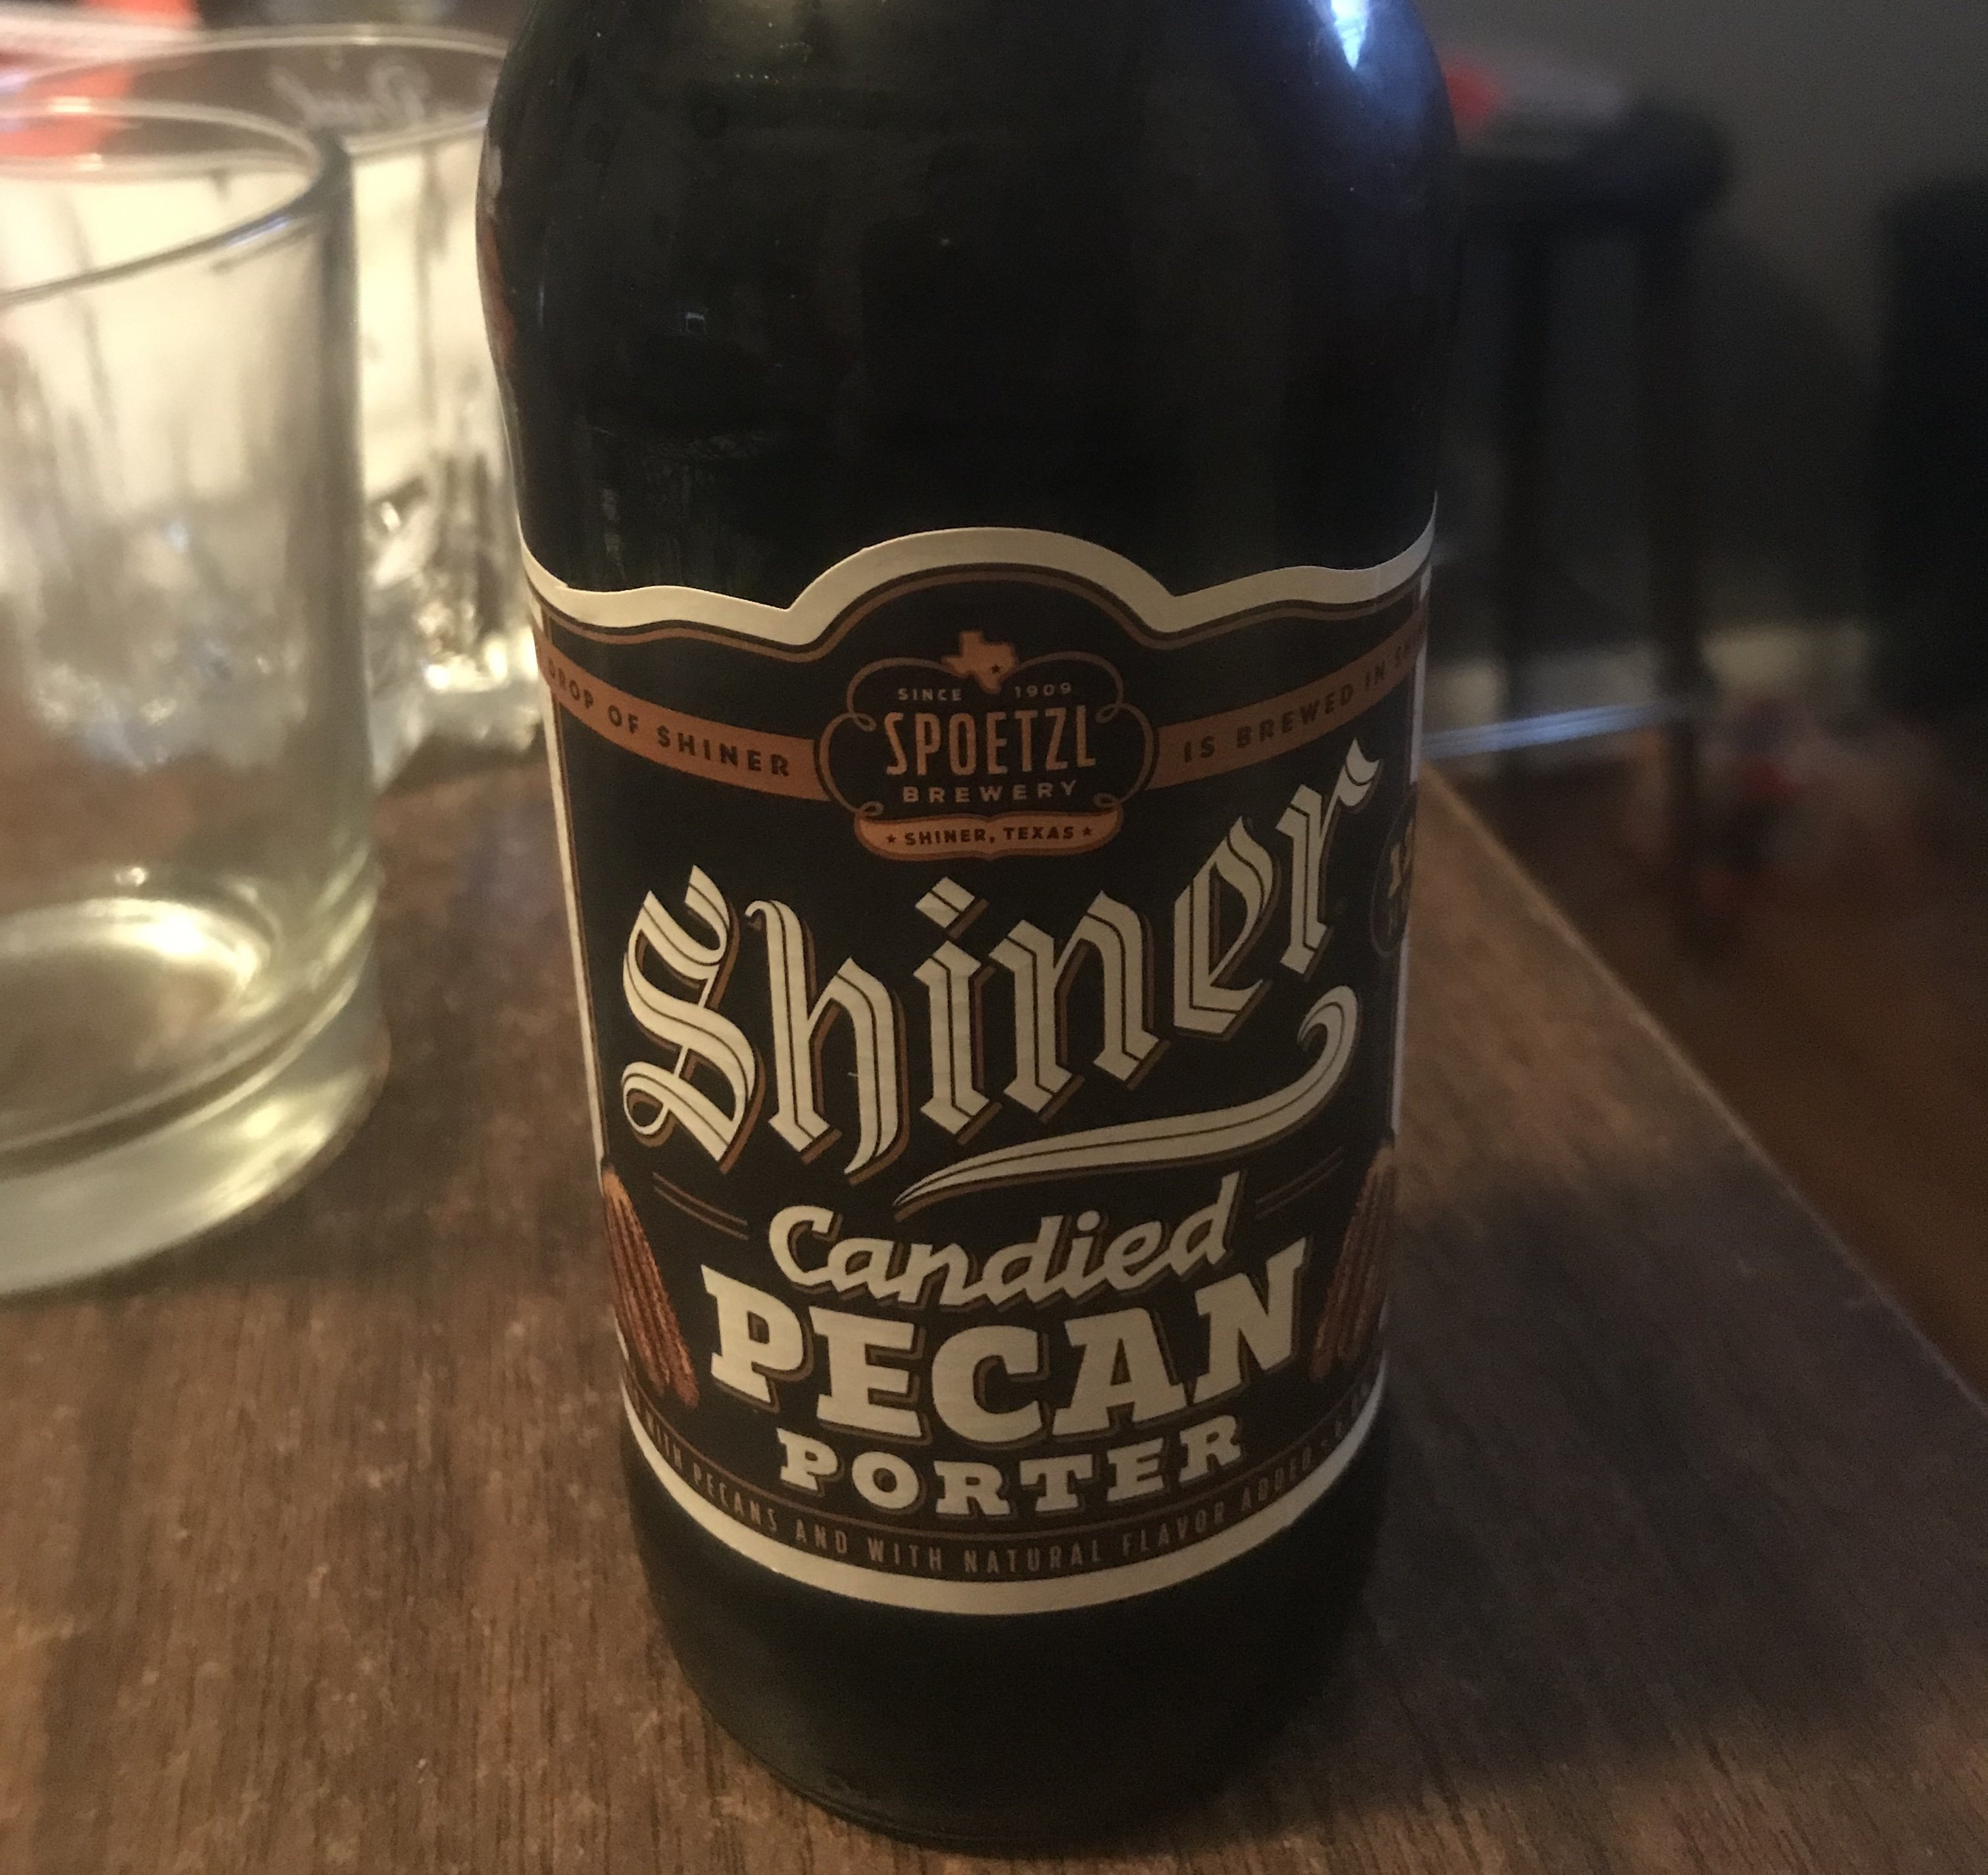 SINCE 1909
SPOETZL
BREWERY
SHINER, TEXAS
DROP OF SHINER IS BREWED IN
Shiner
Candied
PECAN
PORTER
WITH PECANS AND WITH NATURAL FLAVOR ADDED